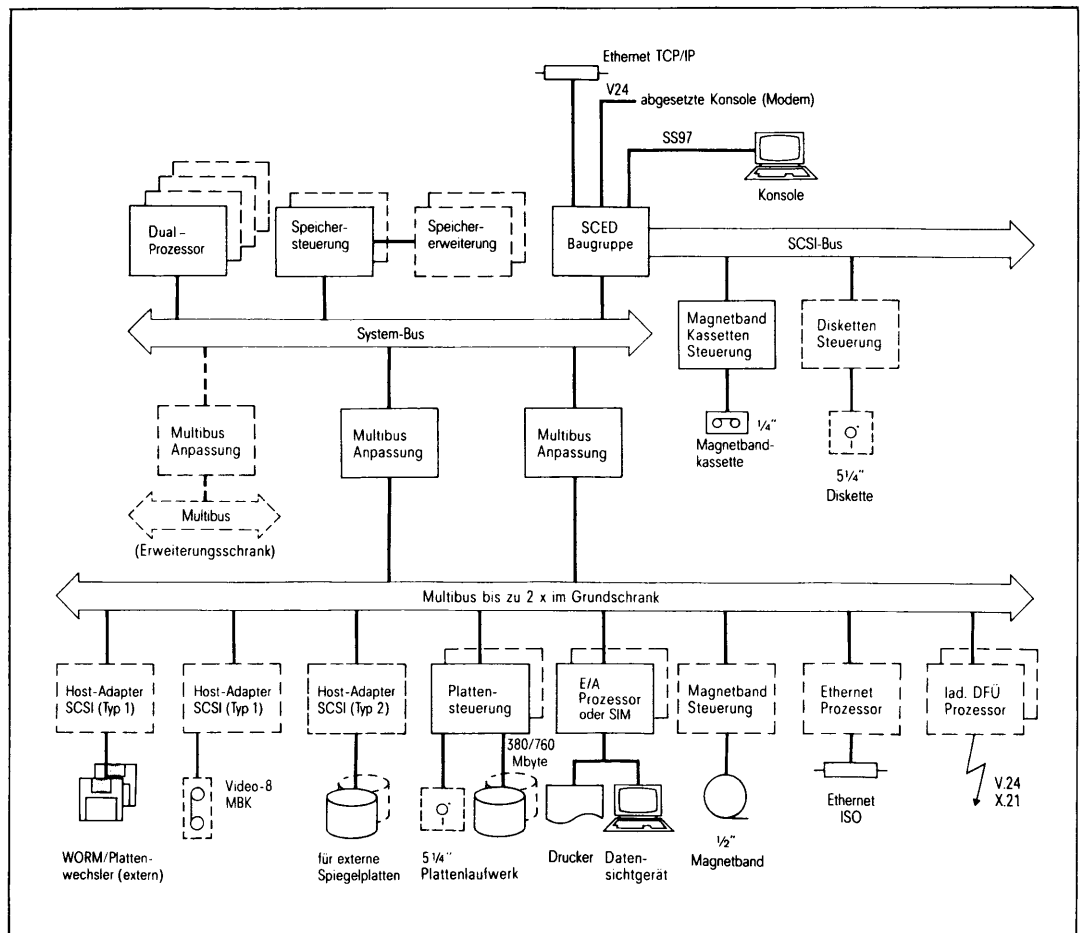 Ethernet TCP/IP
V24
abgesetzte Konsole (Modem)
SS97
Konsole
Dual-
Prozessor
Speicher-
steuerung
Speicher-
erweiterung
SCED
Baugruppe
SCSI-Bus
System-Bus
Magnetband
Kassetten
Steuerung
Disketten
Steuerung
Multibus
Anpassung
Multibus
Anpassung
Multibus
Anpassung
1/4"
Magnetband-
kassette
5 1/4"
Diskette
Multibus
(Erweiterungsschrank)
Multibus bis zu 2 x im Grundschrank
Host-Adapter
SCSI (Typ 1)
Host-Adapter
SCSI (Typ 1)
Host-Adapter
SCSI (Typ 2)
Platten-
steuerung
E/A
Prozessor
oder SIM
Magnetband
Steuerung
Ethernet
Prozessor
lad. DFÜ
Prozessor
380/760
Mbyte
Video-8
MBK
V.24
X.21
WORM/Platten-
wechsler (extern)
für externe
Spiegelplatten
5 1/4"
Plattenlaufwerk
Drucker
Daten-
sichtgerät
1/2"
Magnetband
Ethernet
ISO